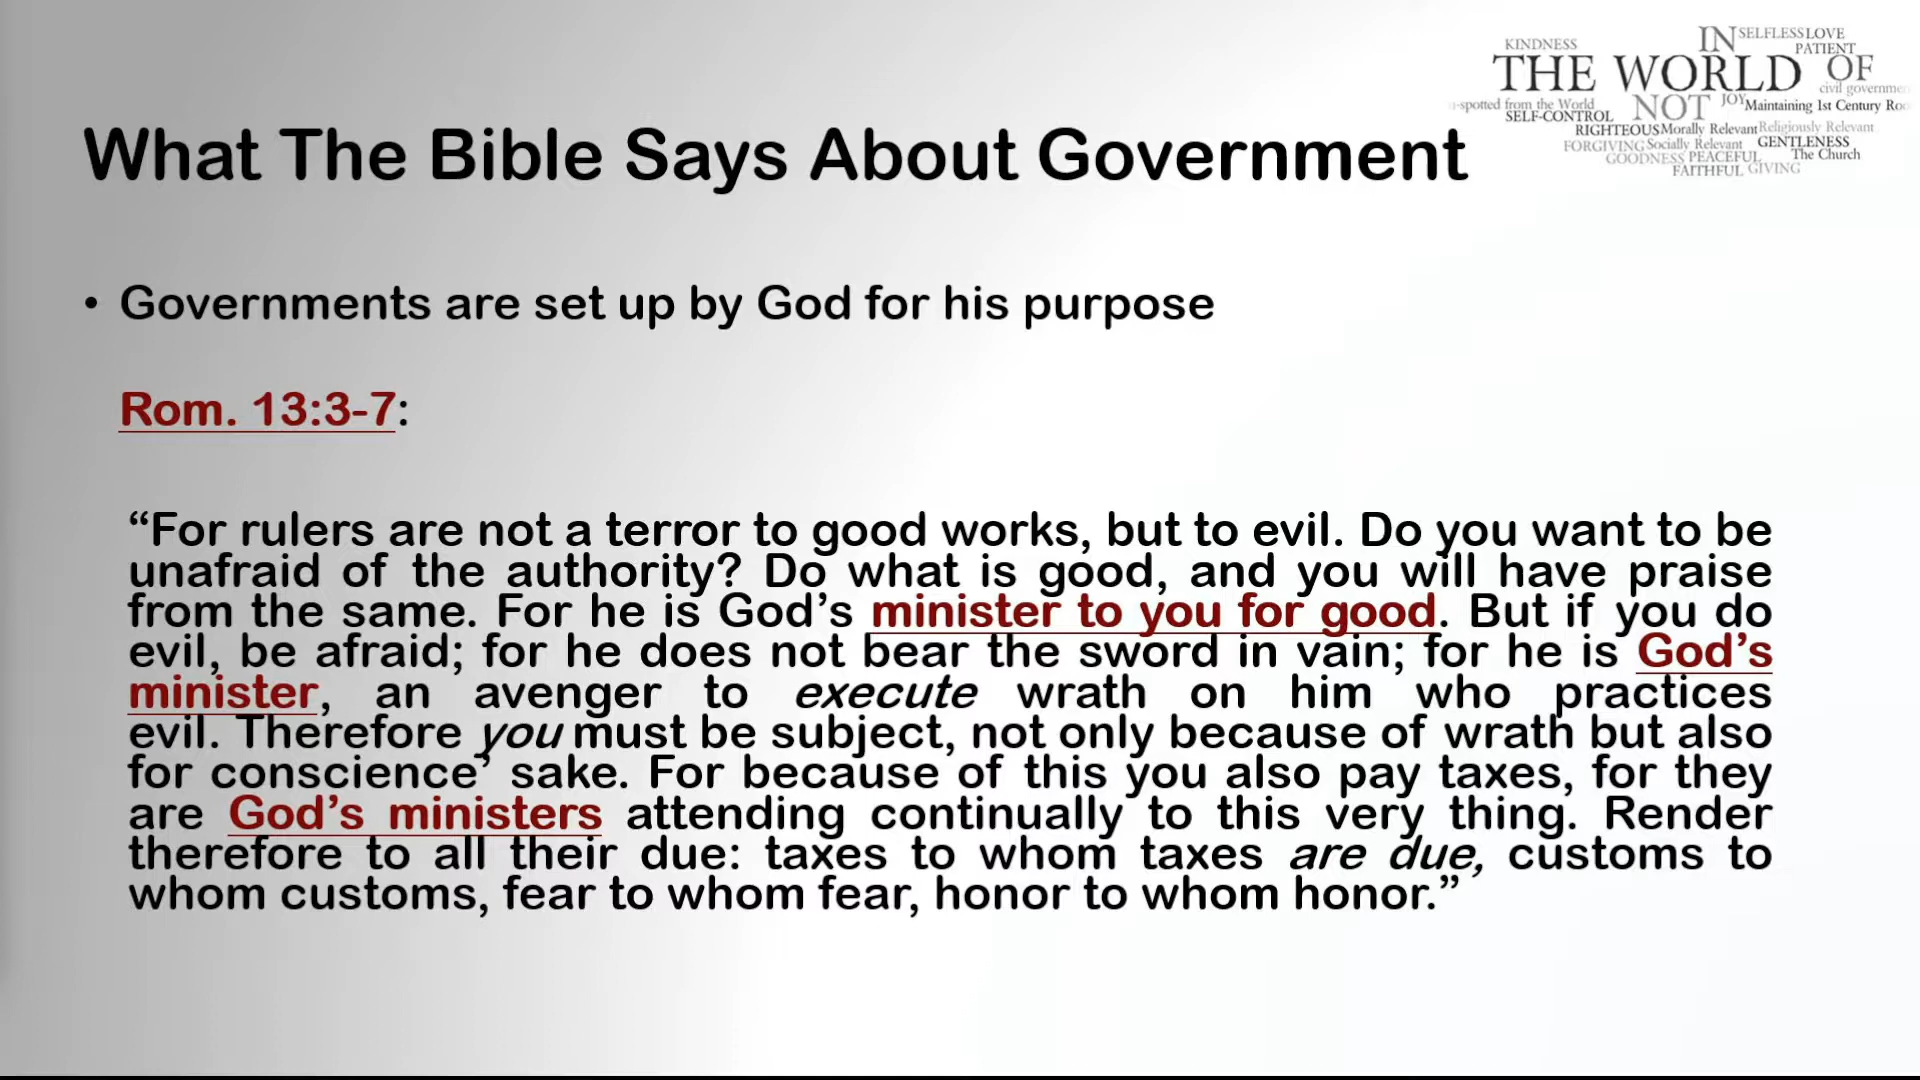 KINDNESS
IN SELFLESS LOVE
PATIENT
THE WORLD OF
civil governme
-spotted from the World NOT JOY Maintaining 1st Century Roo
SELF-CONTROL
RIGHTEOUS Morally Relevant Religiously Relevant
FORGIVING Socially Relevant GENTLENESS
GOODNESS PEACEFUL The Church
FAITHFUL GIVING
What The Bible Says About Government
• Governments are set up by God for his purpose
Rom. 13:3-7:
“For rulers are not a terror to good works, but to evil. Do you want to be
unafraid of the authority? Do what is good, and you will have praise
from the same. For he is God’s minister to you for good. But if you do
evil, be afraid; for he does not bear the sword in vain; for he is God’s
minister, an avenger to execute wrath on him who practices
evil. Therefore you must be subject, not only because of wrath but also
for conscience’ sake. For because of this you also pay taxes, for they
are God’s ministers attending continually to this very thing. Render
therefore to all their due: taxes to whom taxes are due, customs to
whom customs, fear to whom fear, honor to whom honor.”